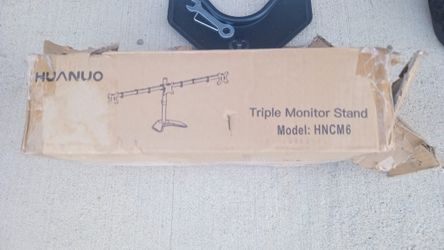 HUANUO
Triple Monitor Stand
Model: HNCM6